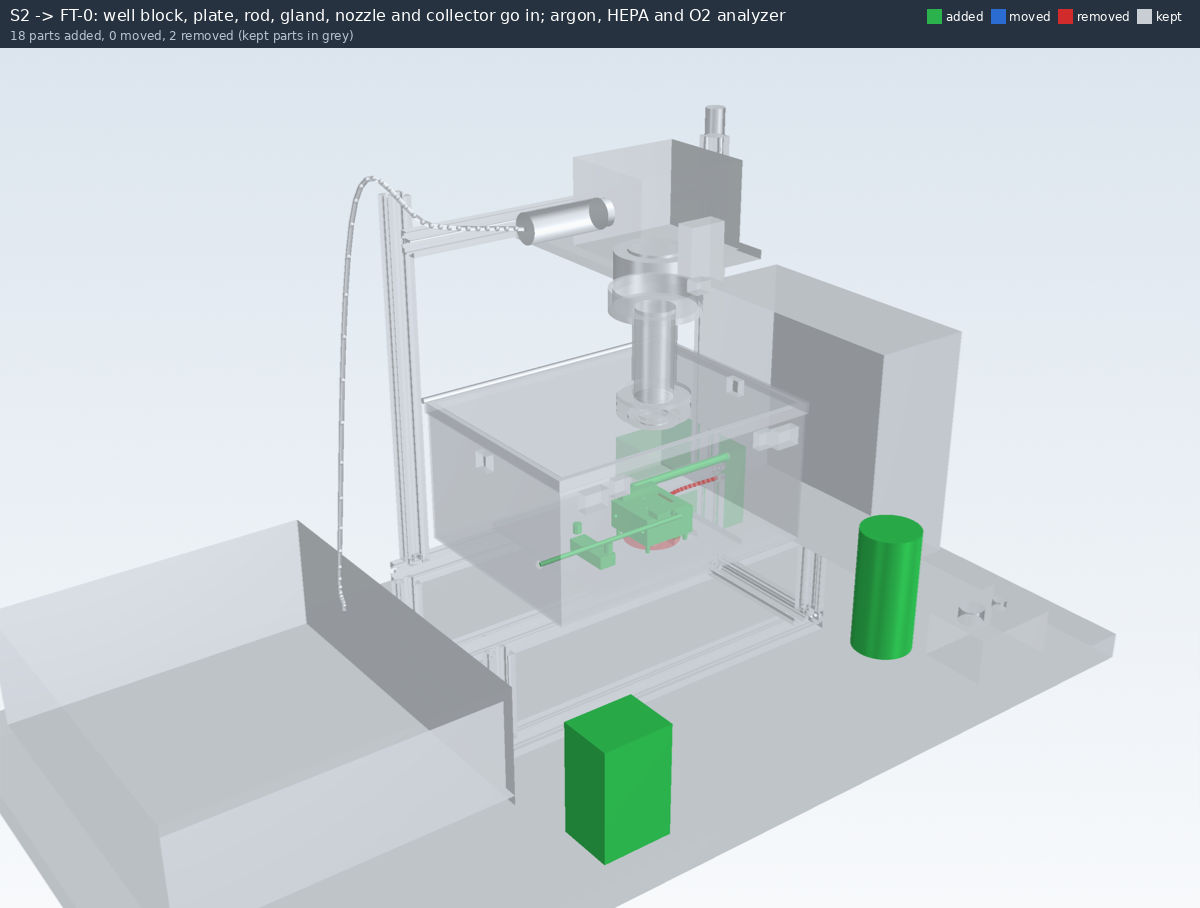 S2 -> FT-0: well block, plate, rod, gland, nozzle and collector go in; argon, HEPA and O2 analyzer
18 parts added, 0 moved, 2 removed (kept parts in grey)
added moved removed kept